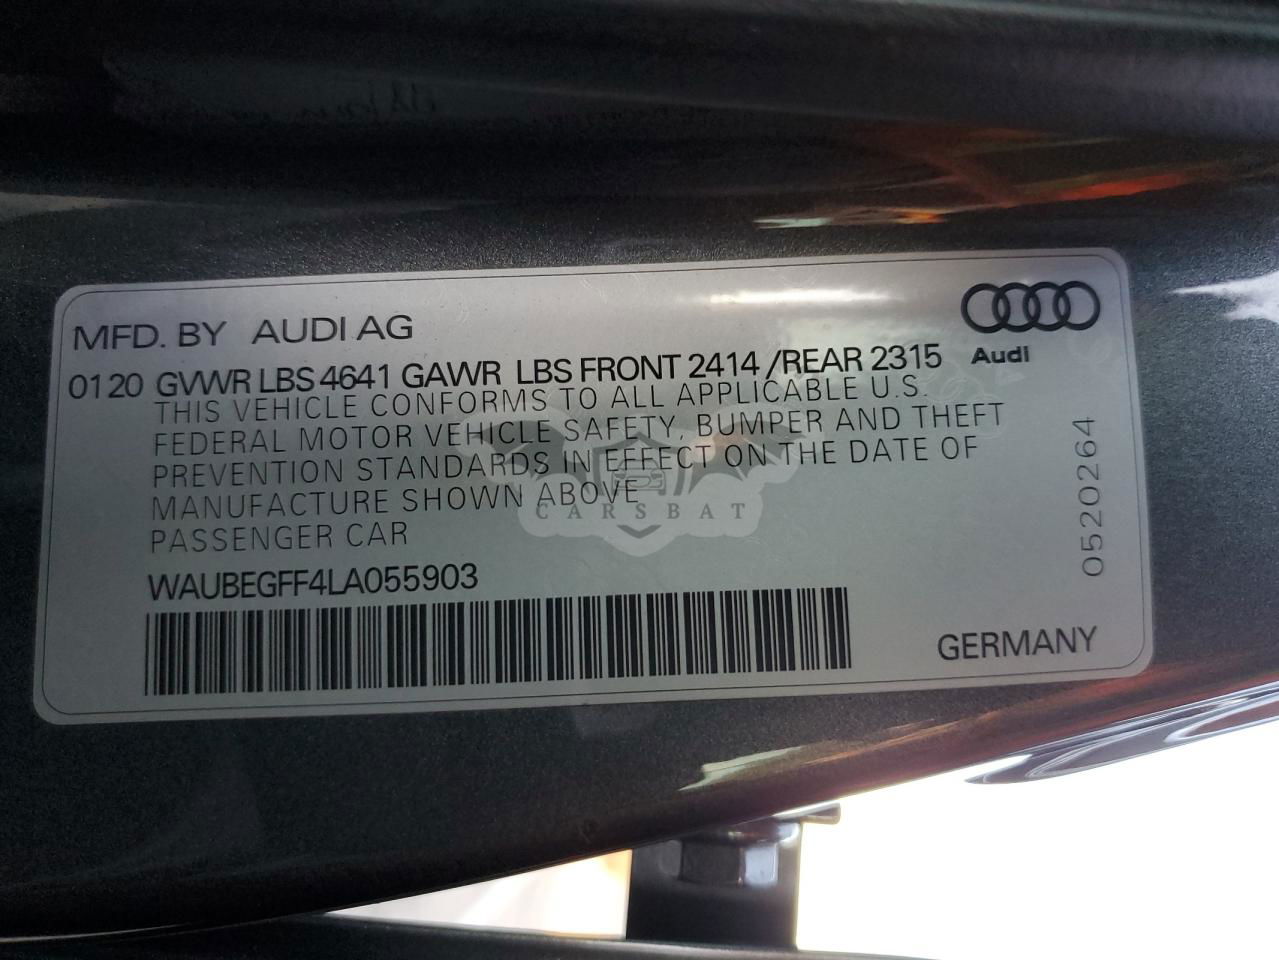 MFD. BY AUDI AG
Audi
0120 GVWR LBS 4641 GAWR LBS FRONT 2414 /REAR 2315
THIS VEHICLE CONFORMS TO ALL APPLICABLE U.S.
FEDERAL MOTOR VEHICLE SAFETY, BUMPER AND THEFT
PREVENTION STANDARDS IN EFFECT ON THE DATE OF
MANUFACTURE SHOWN ABOVE
PASSENGER CAR
CARSBAT
WAUBEGFF4LA055903
0520264
GERMANY